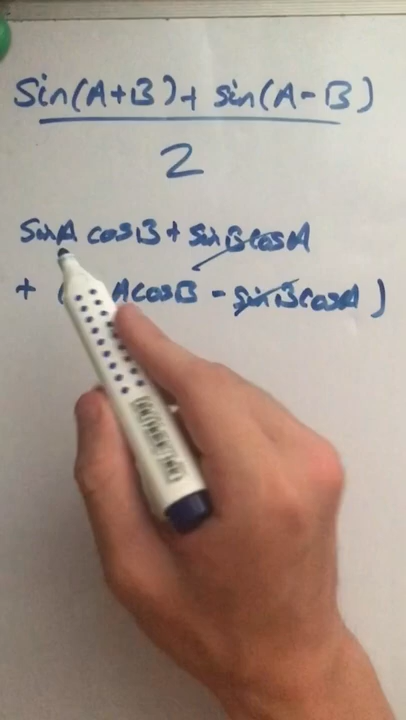 Sin(A+B)+ sin(A-B)
2
SinA cosB + sinBcosA
+ ( AcosB - sinBcosA )